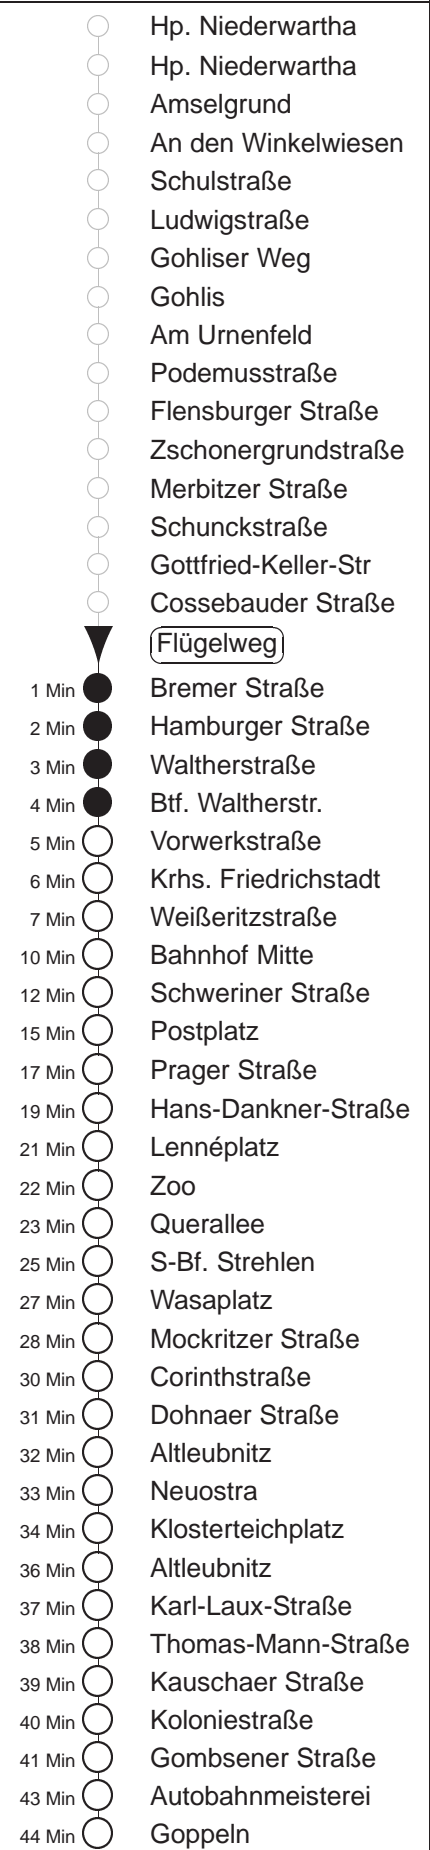 Hp. Niederwartha
Hp. Niederwartha
Amselgrund
An den Winkelwiesen
Schulstraße
Ludwigstraße
Gohliser Weg
Gohlis
Am Urnenfeld
Podemusstraße
Flensburger Straße
Zschonergrundstraße
Merbitzer Straße
Schunckstraße
Gottfried-Keller-Str
Cossebauder Straße
Flügelweg
1 Min Bremer Straße
2 Min Hamburger Straße
3 Min Waltherstraße
4 Min Btf. Waltherstr.
5 Min Vorwerkstraße
6 Min Krhs. Friedrichstadt
7 Min Weißeritzstraße
10 Min Bahnhof Mitte
12 Min Schweriner Straße
15 Min Postplatz
17 Min Prager Straße
19 Min Hans-Dankner-Straße
21 Min Lennéplatz
22 Min Zoo
23 Min Querallee
25 Min S-Bf. Strehlen
27 Min Wasaplatz
28 Min Mockritzer Straße
30 Min Corinthstraße
31 Min Dohnaer Straße
32 Min Altleubnitz
33 Min Neuostra
34 Min Klosterteichplatz
36 Min Altleubnitz
37 Min Karl-Laux-Straße
38 Min Thomas-Mann-Straße
39 Min Kauschaer Straße
40 Min Koloniestraße
41 Min Gombsener Straße
43 Min Autobahnmeisterei
44 Min Goppeln